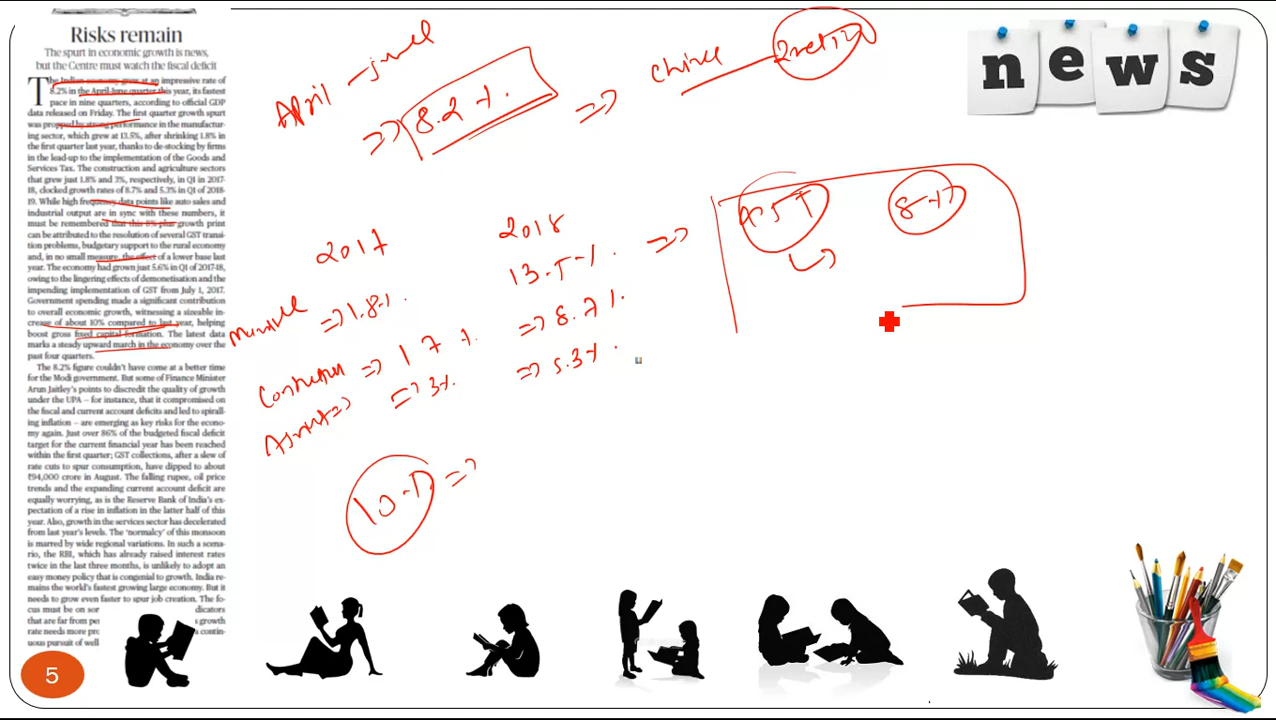 Risks remain
The spurt in economic growth is news,
but the Centre must watch the fiscal deficit
The Indian economy grew at an impressive rate of
8.2% in the April-June quarter this year, its fastest
pace in nine quarters, according to official GDP
data released on Friday. The first quarter growth spurt
was propped by strong performance in the manufactur-
ing sector, which grew at 13.5%, after shrinking 1.8% in
the first quarter last year, thanks to de-stocking by firms
in the lead-up to the implementation of the Goods and
Services Tax. The construction and agriculture sectors
that grew just 1.8% and 3%, respectively, in Q1 in 2017-
18, clocked growth rates of 8.7% and 5.3% in Q1 of 2018-
19. While high frequency data points like auto sales and
industrial output are in sync with these numbers, it
must be remembered that this 8% plus growth print
can be attributed to the resolution of several GST transi-
tion problems, budgetary support to the rural economy
and, in no small measure, the effect of a lower base last
year. The economy had grown just 5.6% in Q1 of 2017-18,
owing to the lingering effects of demonetisation and the
impending implementation of GST from July 1, 2017.
Government spending made a significant contribution
to overall economic growth, witnessing a sizeable in-
crease of about 10% compared to last year, helping
boost gross fixed capital formation. The latest data
marks a steady upward march in the economy over the
past four quarters.
The 8.2% figure couldn't have come at a better time
for the Modi government. But some of Finance Minister
Arun Jaitley's points to discredit the quality of growth
under the UPA – for instance, that it compromised on
the fiscal and current account deficits and led to spirall-
ing inflation – are emerging as key risks for the econo-
my again. Just over 86% of the budgeted fiscal deficit
target for the current financial year has been reached
within the first quarter; GST collections, after a slew of
rate cuts to spur consumption, have dipped to about
₹94,000 crore in August. The falling rupee, oil price
trends and the expanding current account deficit are
equally worrying, as is the Reserve Bank of India's ex-
pectation of a rise in inflation in the latter half of this
year. Also, growth in the services sector has decelerated
from last year's levels. The 'normalcy' of this monsoon
is marred by wide regional variations. In such a scena-
rio, the RBI, which has already raised interest rates
twice in the last three months, is unlikely to adopt an
easy money policy that is congenial to growth. India re-
mains the world's fastest growing large economy. But it
needs to grow even faster to spur job creation. The fo-
cus must be on dicators
that are far from growth
rate needs more contin-
uous pursuit of
5
April - june
=> 8.2 %.
=>
news
2017
2018
=> 1.8%.
13.5 %.
=>
=> 1 7 %.
=> 8.7 %.
=> 3%.
=> 5.3%.
=>